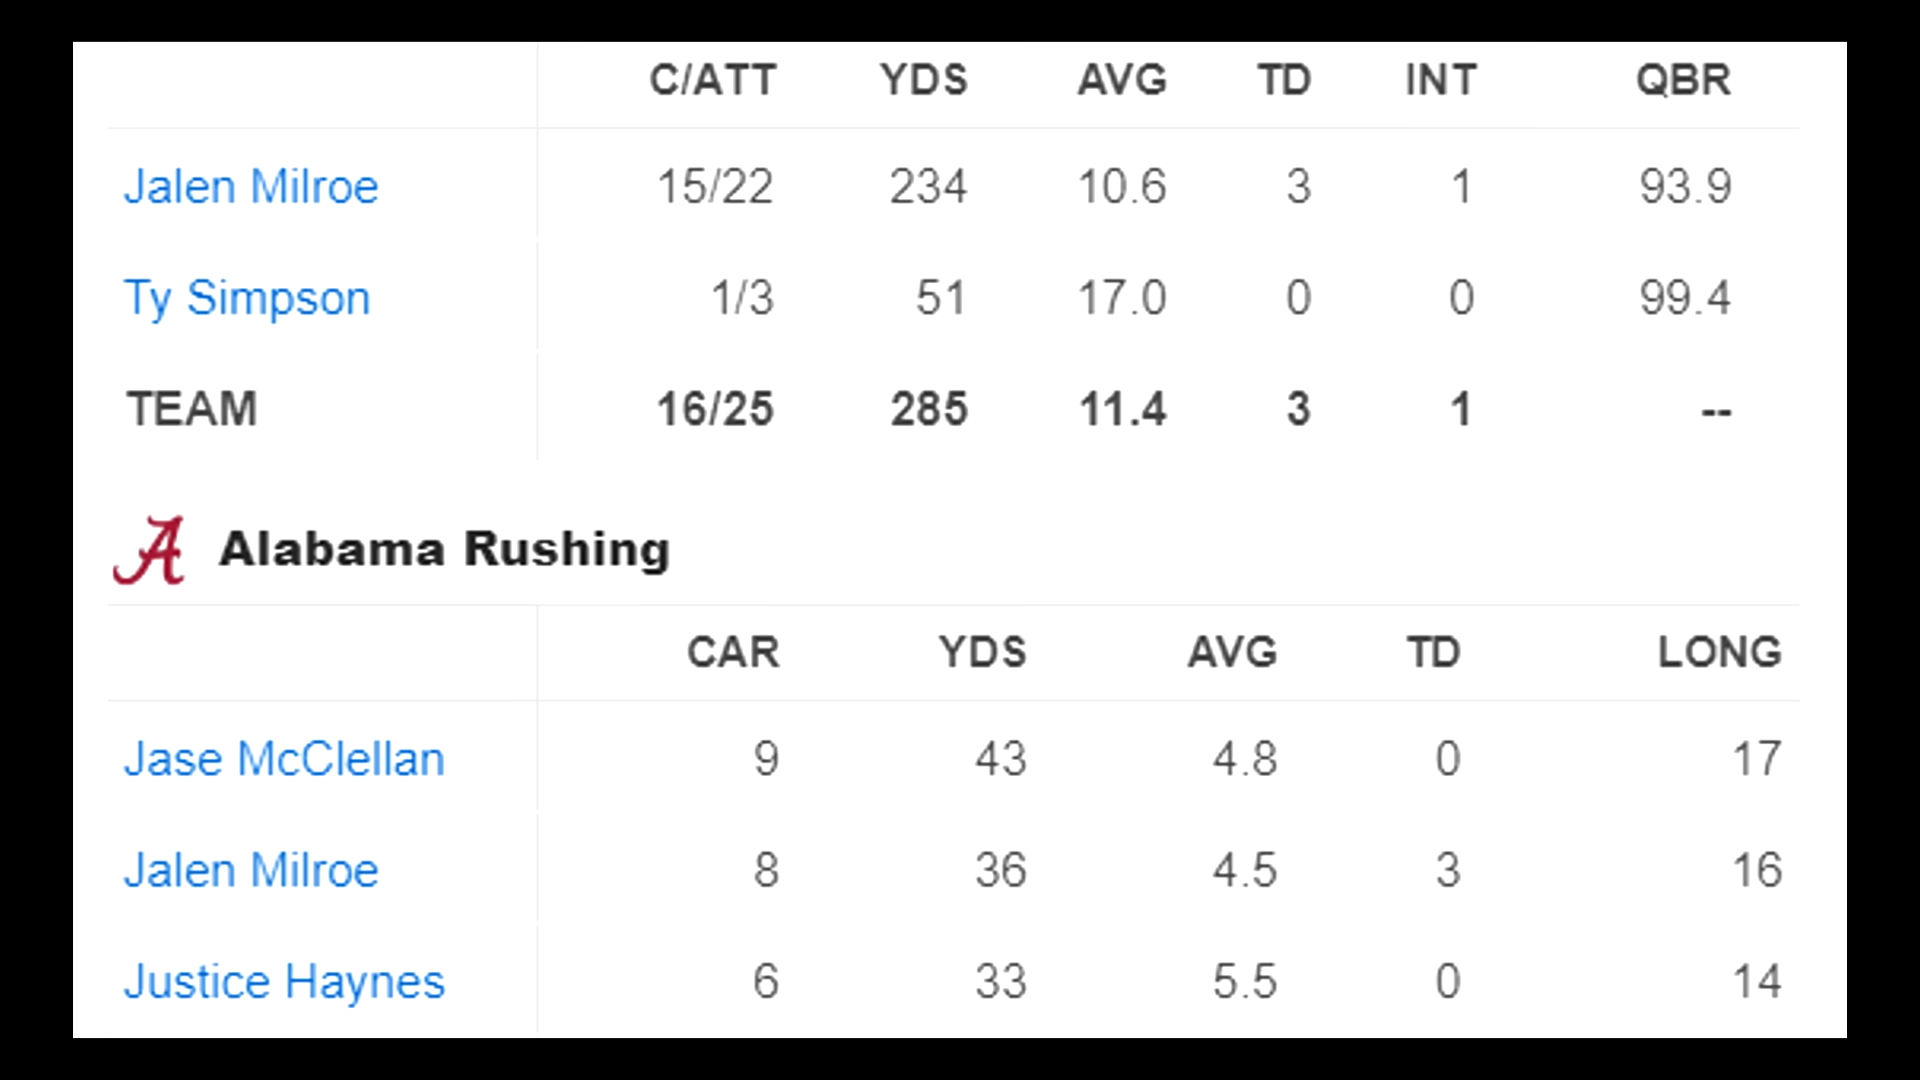 C/ATT YDS AVG TD INT QBR
Jalen Milroe 15/22 234 10.6 3 1 93.9
Ty Simpson 1/3 51 17.0 0 0 99.4
TEAM 16/25 285 11.4 3 1 --
A Alabama Rushing
CAR YDS AVG TD LONG
Jase McClellan 9 43 4.8 0 17
Jalen Milroe 8 36 4.5 3 16
Justice Haynes 6 33 5.5 0 14